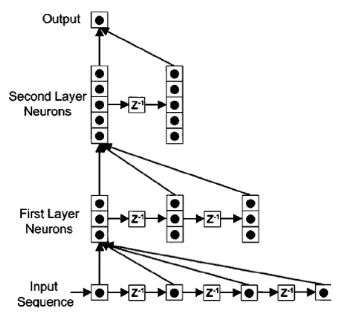 Output
Second Layer
Neurons
Z⁻¹
First Layer
Neurons
Z⁻¹
Z⁻¹
Input
Sequence
Z⁻¹
Z⁻¹
Z⁻¹